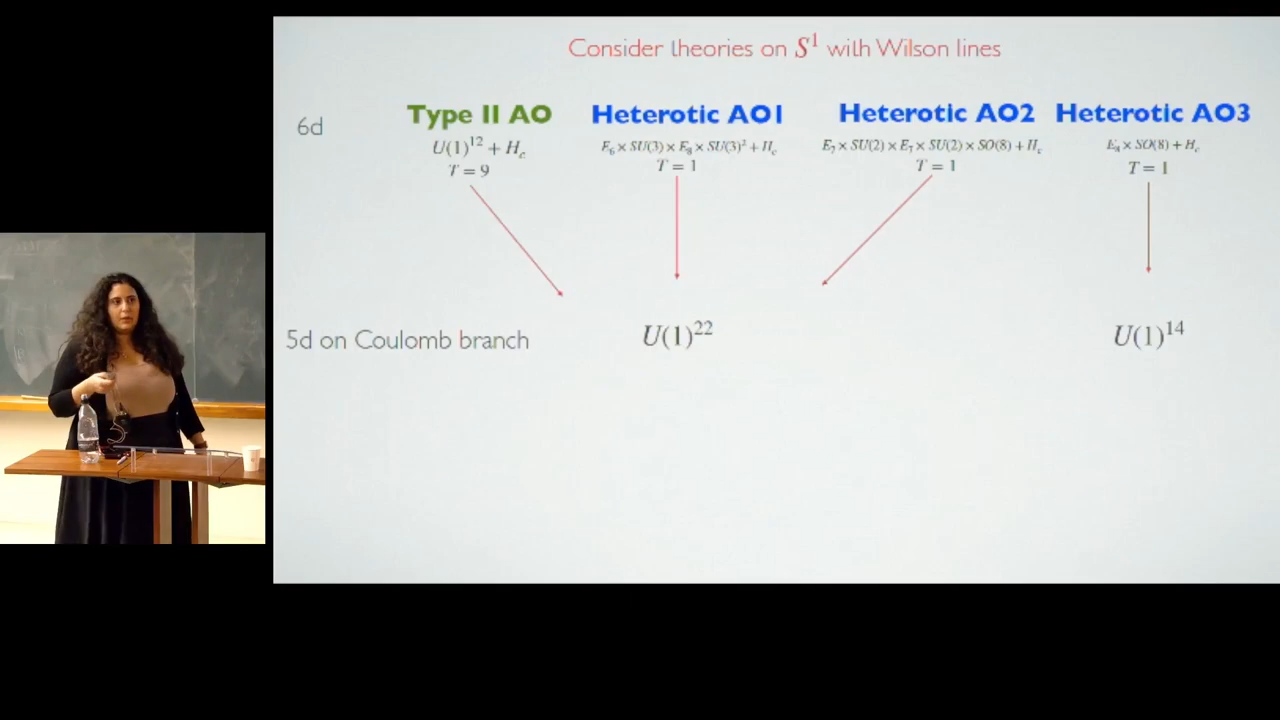 Consider theories on S¹ with Wilson lines
6d
Type II AO
U(1)¹² + H_c
T = 9
Heterotic AO1
E₆ × SU(3) × E₈ × SU(3)² + H_c
T = 1
Heterotic AO2
E₇ × SU(2) × E₇ × SU(2) × SO(8) + H_c
T = 1
Heterotic AO3
E₈ × SO(8) + H_c
T = 1
5d on Coulomb branch
U(1)²²
U(1)¹⁴